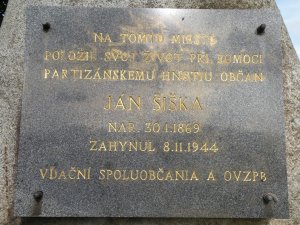 NA TOMTO MIESTE
POLOŽIL SVOJ ŽIVOT PRI POMOCI
PARTIZÁNSKEMU HNUTIU OBČAN
JÁN ŠIŠKA
NAR. 30.1.1869
ZAHYNUL 8.11.1944
VĎAČNÍ SPOLUOBČANIA A OVZPB